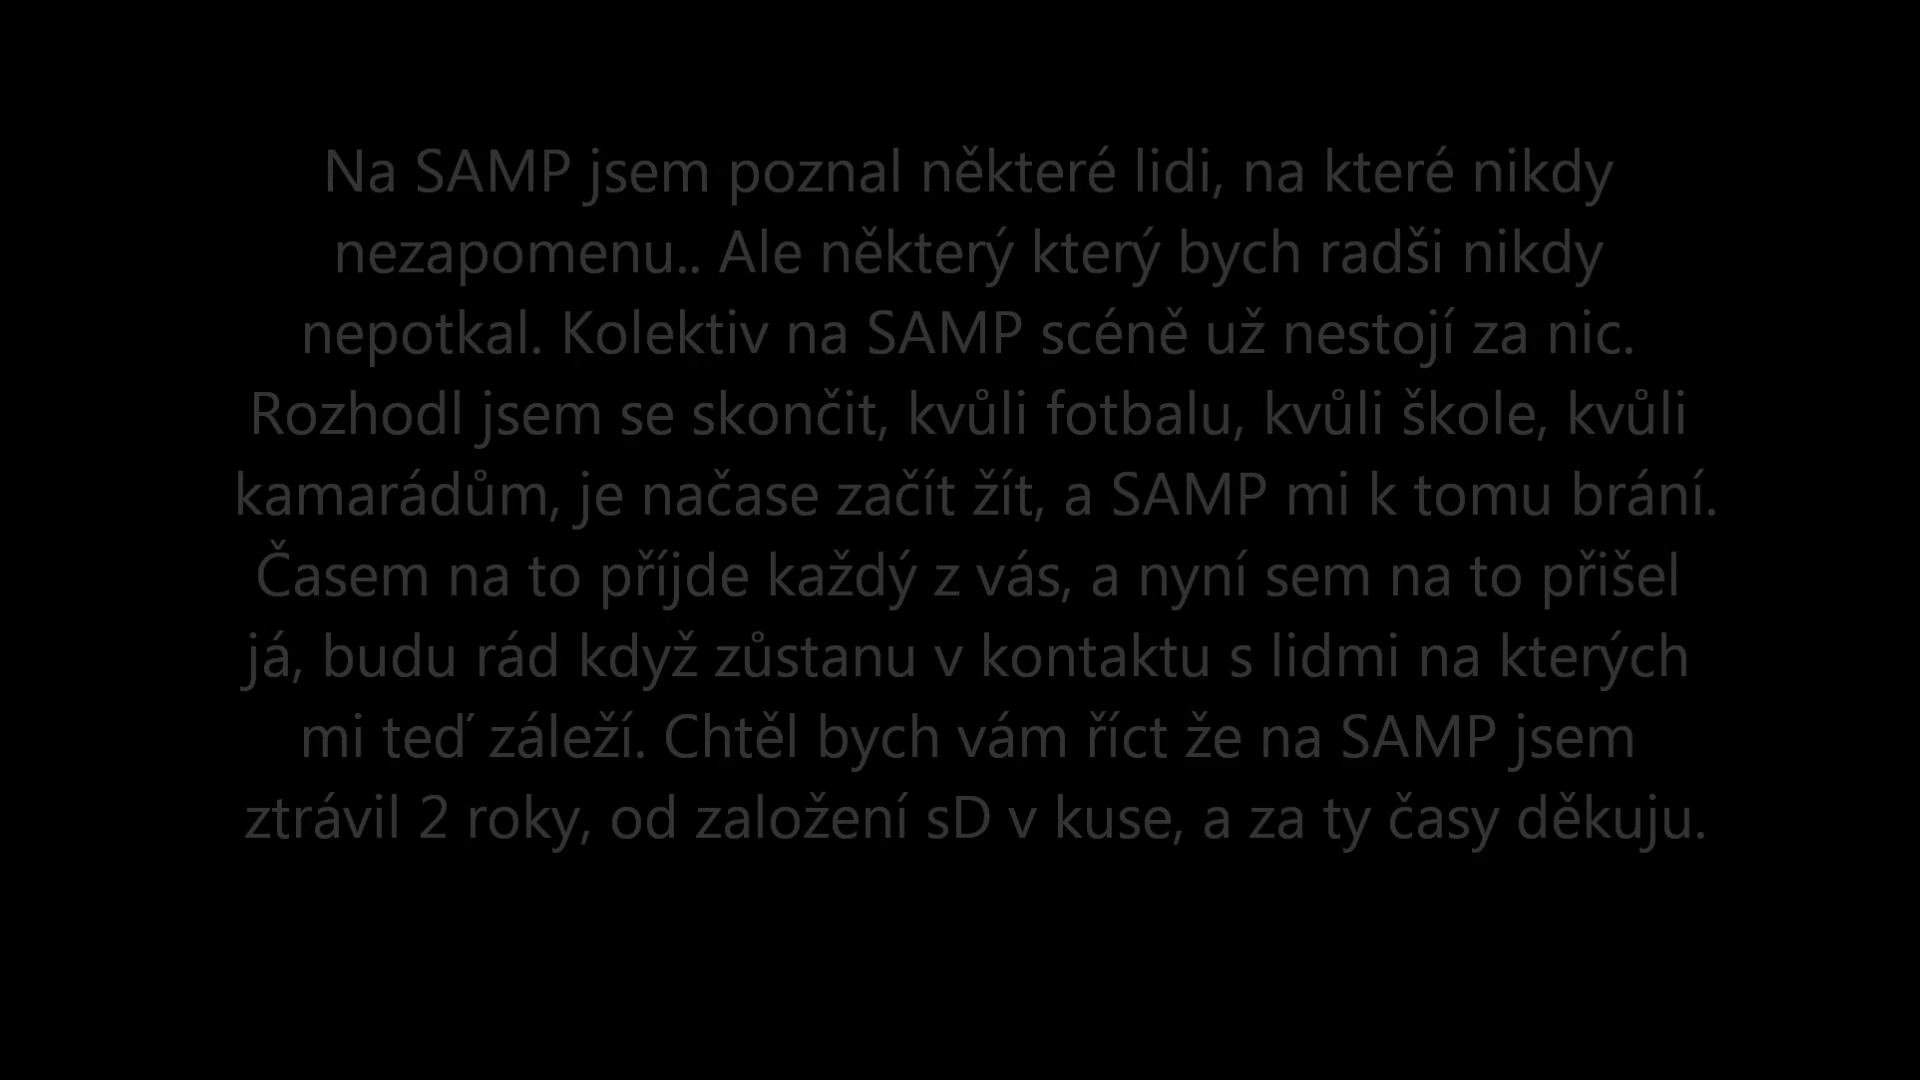 Na SAMP jsem poznal některé lidi, na které nikdy
nezapomenu.. Ale některý který bych radši nikdy
nepotkal. Kolektiv na SAMP scéně už nestojí za nic.
Rozhodl jsem se skončit, kvůli fotbalu, kvůli škole, kvůli
kamarádům, je načase začít žít, a SAMP mi k tomu brání.
Časem na to příjde každý z vás, a nyní sem na to přišel
já, budu rád když zůstanu v kontaktu s lidmi na kterých
mi teď záleží. Chtěl bych vám říct že na SAMP jsem
ztrávil 2 roky, od založení sD v kuse, a za ty časy děkuju.